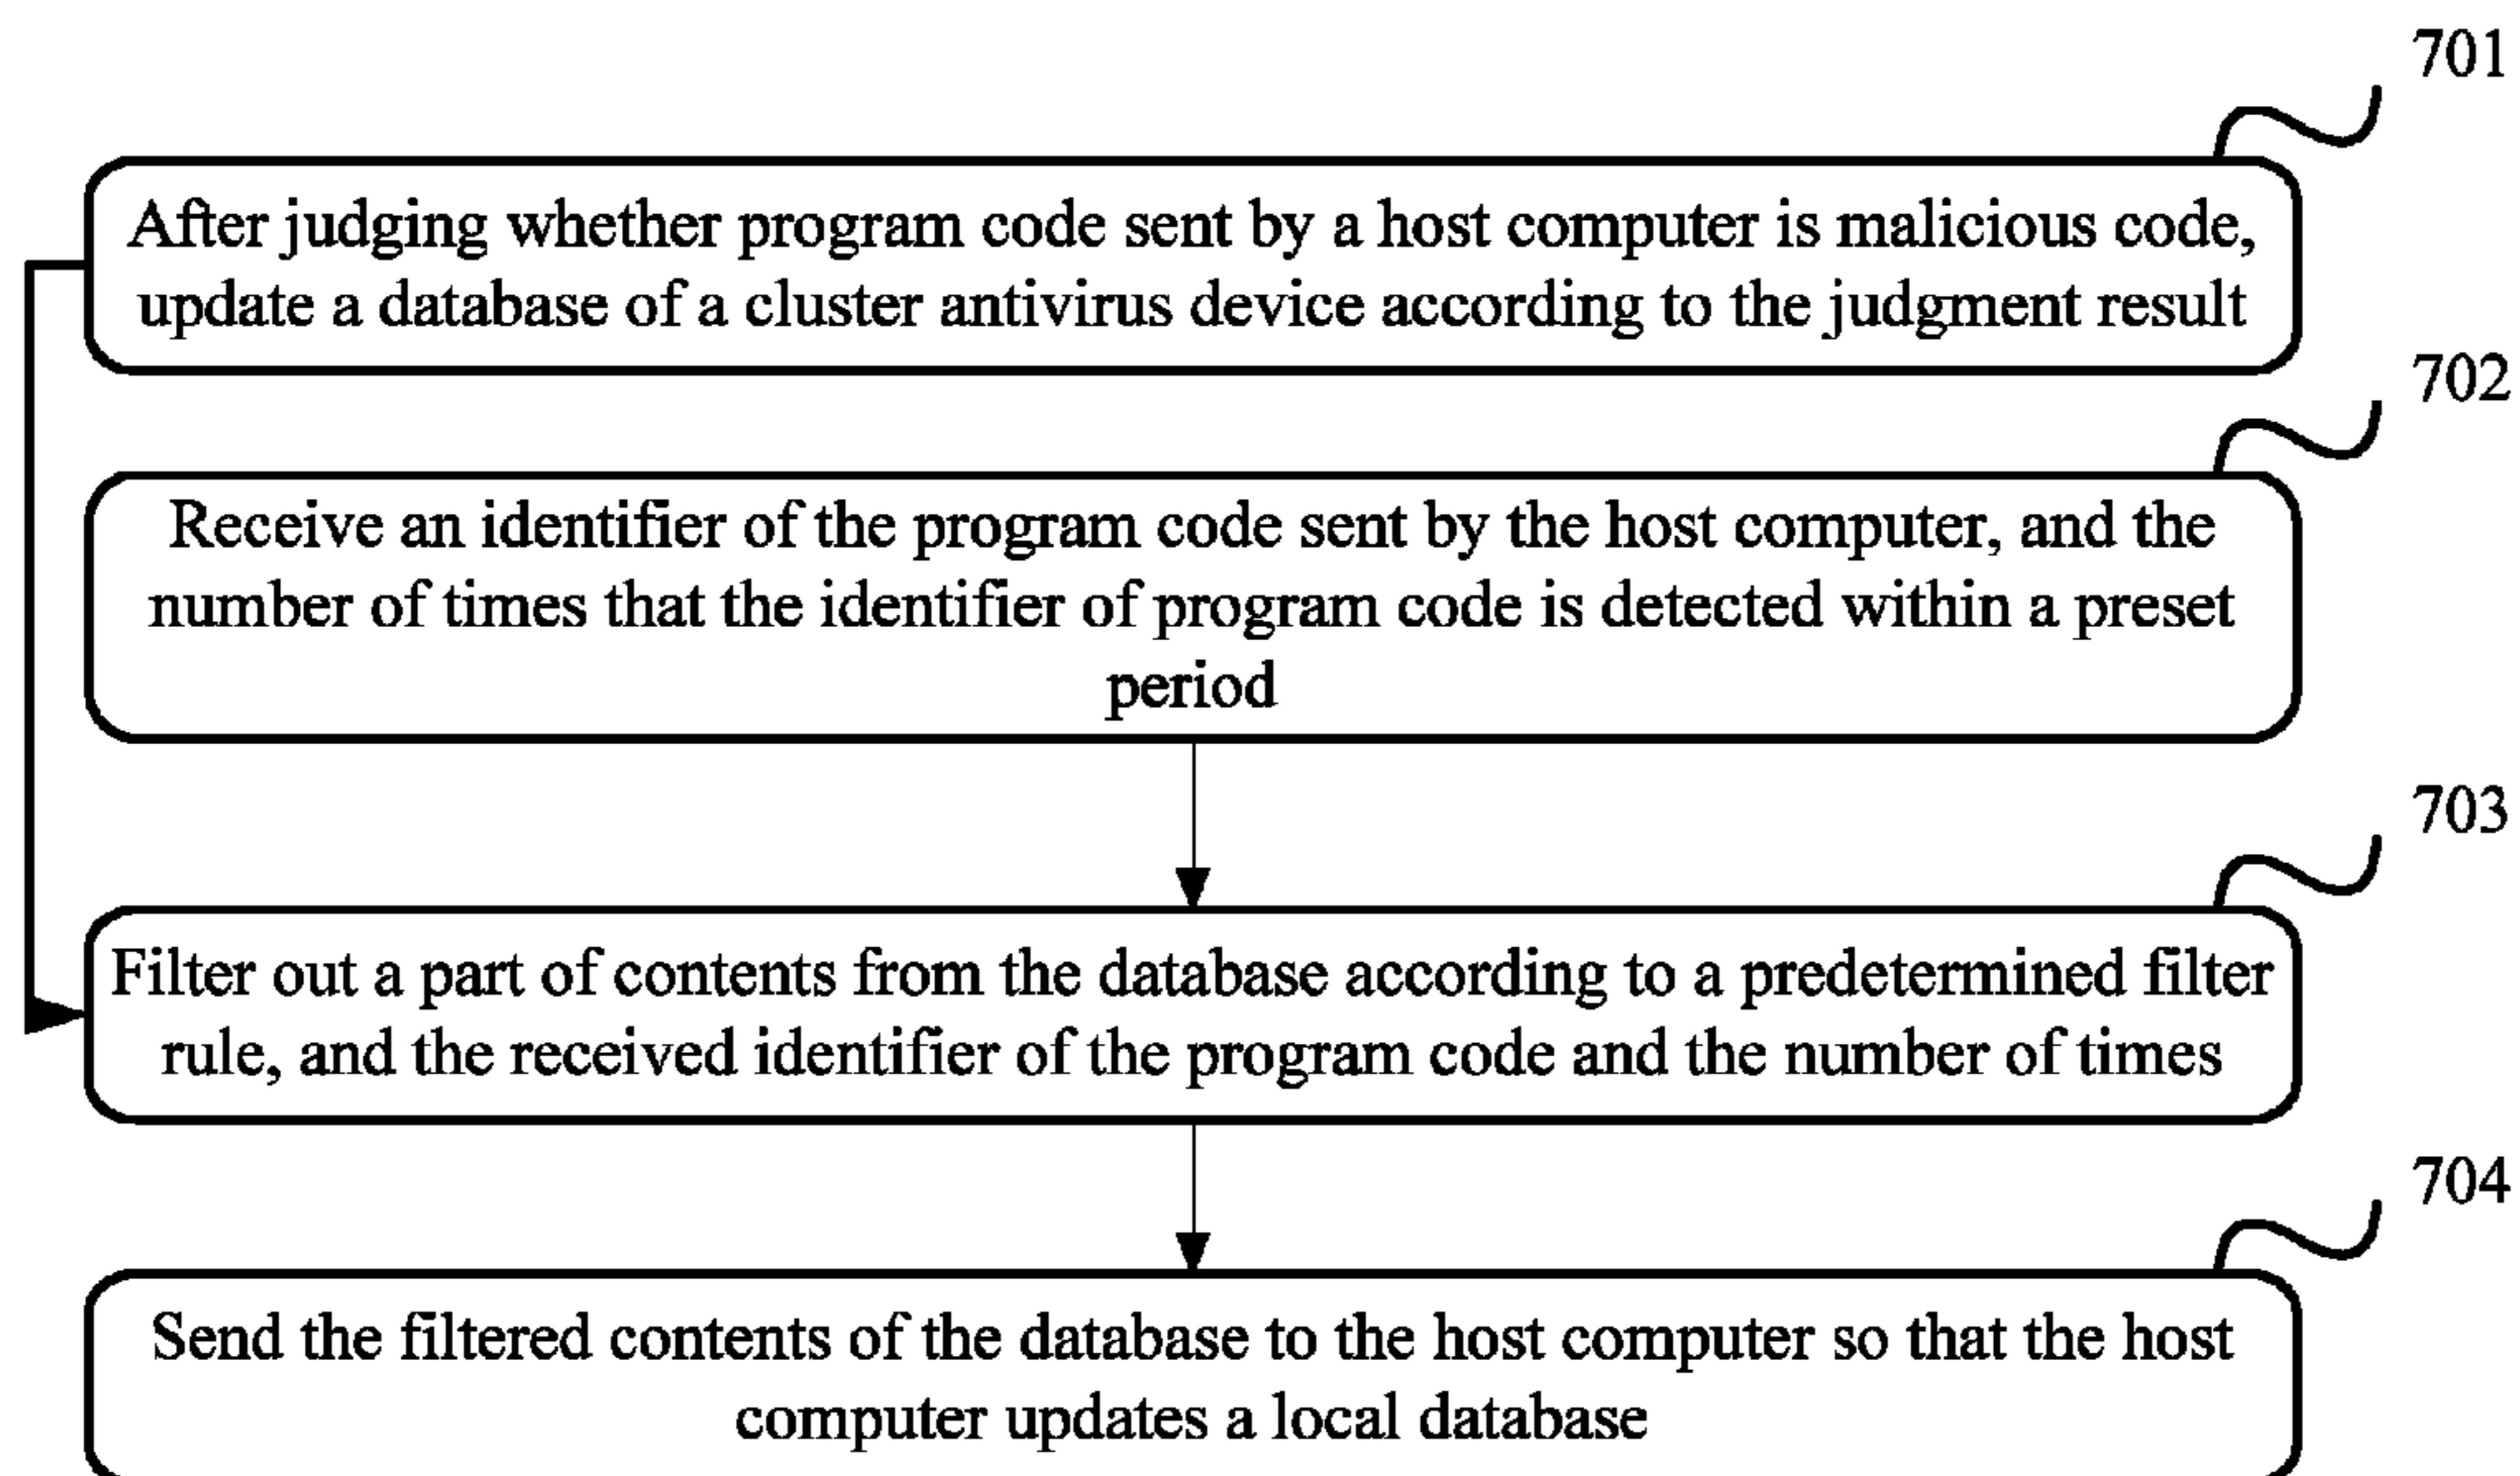 701
After judging whether program code sent by a host computer is malicious code,
update a database of a cluster antivirus device according to the judgment result
702
Receive an identifier of the program code sent by the host computer, and the
number of times that the identifier of program code is detected within a preset
period
703
Filter out a part of contents from the database according to a predetermined filter
rule, and the received identifier of the program code and the number of times
704
Send the filtered contents of the database to the host computer so that the host
computer updates a local database